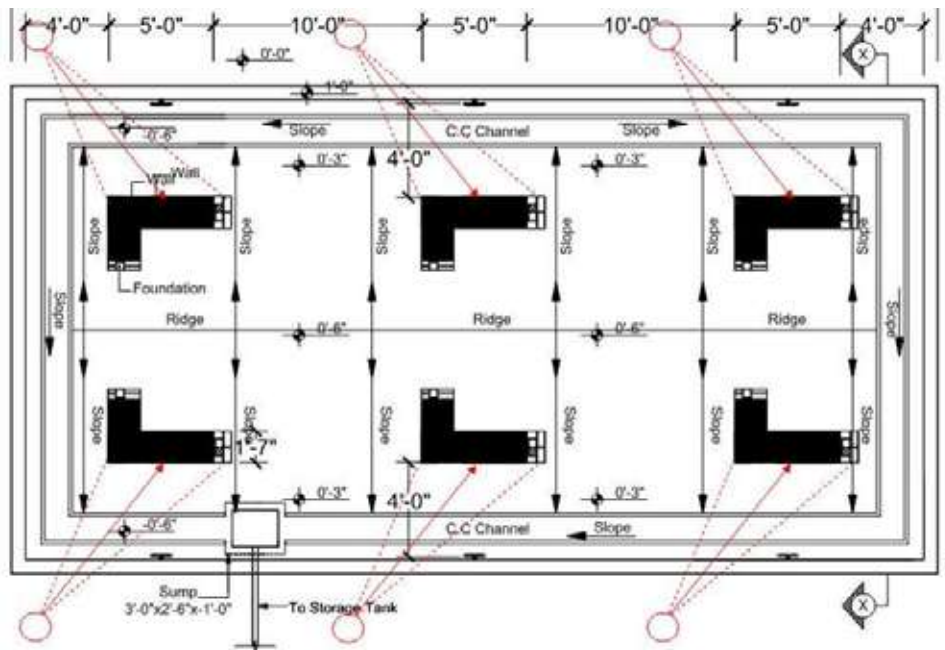 4'-0" 5'-0" 10'-0" 5'-0" 10'-0" 5'-0" 4'-0"
0'-0"
X
1'-0"
-0'-6"
Slope
C.C Channel
Slope
4'-0"
0'-3"
0'-3"
Wall
Wall
Slope
Slope
Slope
Slope
Slope
Slope
Foundation
Slope
Slope
Ridge
Ridge
Ridge
0'-6"
0'-6"
Slope
Slope
Slope
Slope
Slope
Slope
1'-7"
0'-3"
0'-3"
4'-0"
-0'-6"
C.C Channel
Slope
Sump
3'-0"x2'-6"x-1'-0"
To Storage Tank
X